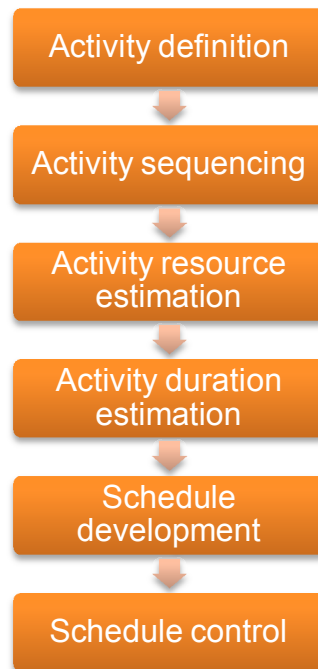 Activity definition
Activity sequencing
Activity resource
estimation
Activity duration
estimation
Schedule
development
Schedule control